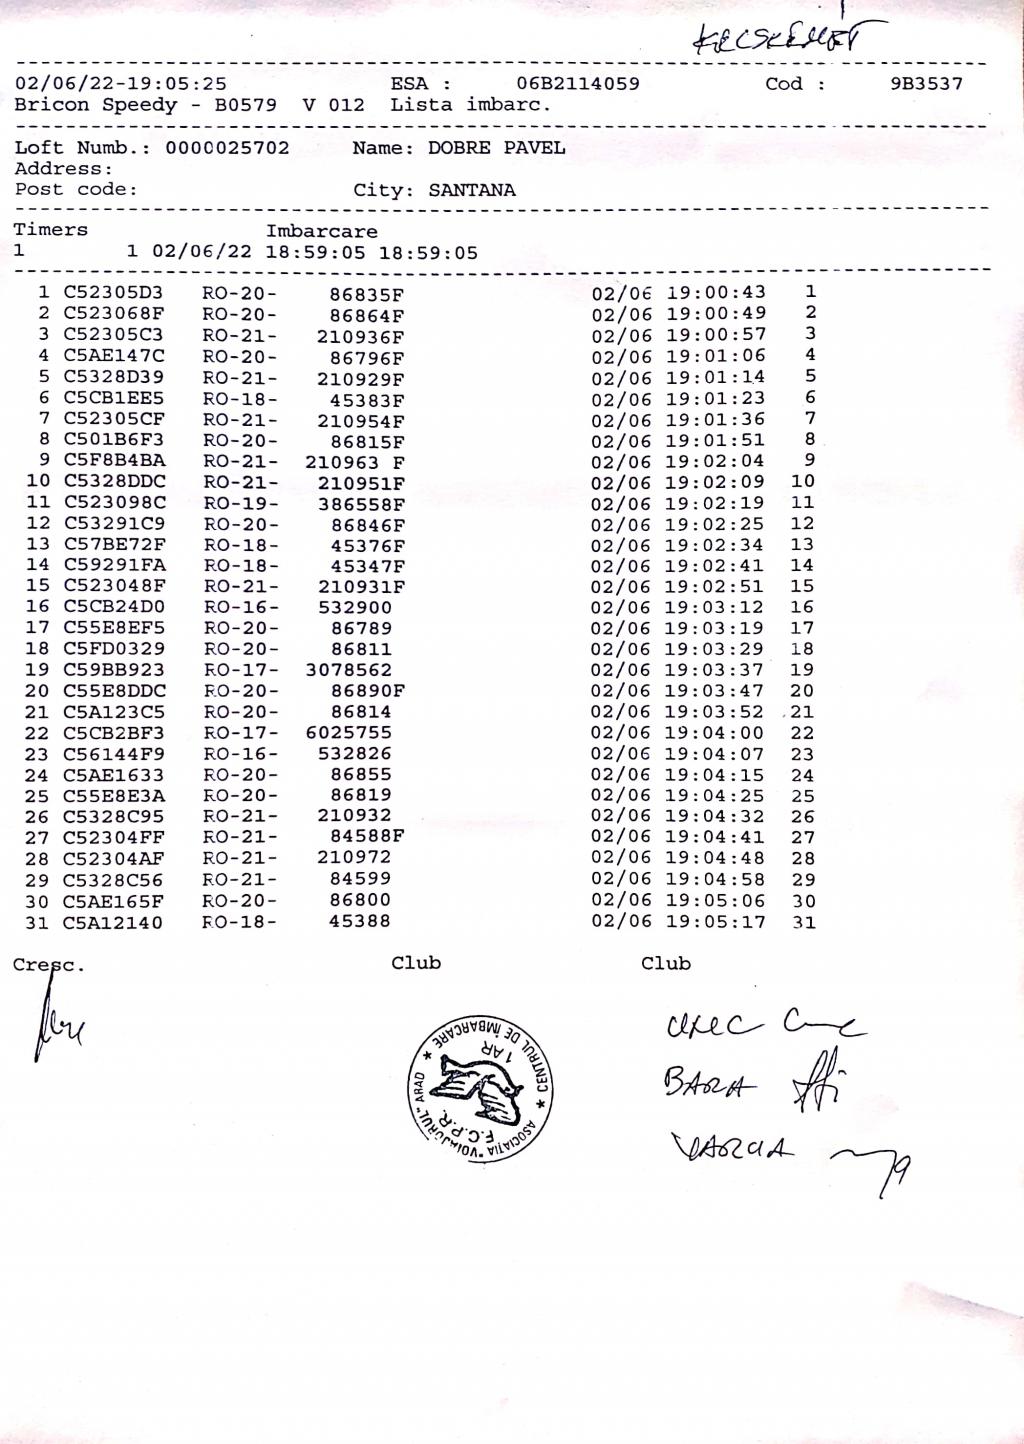 KECSKEMET
02/06/22-19:05:25 ESA : 06B2114059 Cod : 9B3537
Bricon Speedy - B0579 V 012 Lista imbarc.
Loft Numb.: 0000025702 Name: DOBRE PAVEL
Address:
Post code: City: SANTANA
Timers Imbarcare
1 1 02/06/22 18:59:05 18:59:05
1 C52305D3 RO-20- 86835F 02/06 19:00:43 1
2 C523068F RO-20- 86864F 02/06 19:00:49 2
3 C52305C3 RO-21- 210936F 02/06 19:00:57 3
4 C5AE147C RO-20- 86796F 02/06 19:01:06 4
5 C5328D39 RO-21- 210929F 02/06 19:01:14 5
6 C5CB1EE5 RO-18- 45383F 02/06 19:01:23 6
7 C52305CF RO-21- 210954F 02/06 19:01:36 7
8 C501B6F3 RO-20- 86815F 02/06 19:01:51 8
9 C5F8B4BA RO-21- 210963 F 02/06 19:02:04 9
10 C5328DDC RO-21- 210951F 02/06 19:02:09 10
11 C523098C RO-19- 386558F 02/06 19:02:19 11
12 C53291C9 RO-20- 86846F 02/06 19:02:25 12
13 C57BE72F RO-18- 45376F 02/06 19:02:34 13
14 C59291FA RO-18- 45347F 02/06 19:02:41 14
15 C523048F RO-21- 210931F 02/06 19:02:51 15
16 C5CB24D0 RO-16- 532900 02/06 19:03:12 16
17 C55E8EF5 RO-20- 86789 02/06 19:03:19 17
18 C5FD0329 RO-20- 86811 02/06 19:03:29 18
19 C59BB923 RO-17- 3078562 02/06 19:03:37 19
20 C55E8DDC RO-20- 86890F 02/06 19:03:47 20
21 C5A123C5 RO-20- 86814 02/06 19:03:52 21
22 C5CB2BF3 RO-17- 6025755 02/06 19:04:00 22
23 C56144F9 RO-16- 532826 02/06 19:04:07 23
24 C5AE1633 RO-20- 86855 02/06 19:04:15 24
25 C55E8E3A RO-20- 86819 02/06 19:04:25 25
26 C5328C95 RO-21- 210932 02/06 19:04:32 26
27 C52304FF RO-21- 84588F 02/06 19:04:41 27
28 C52304AF RO-21- 210972 02/06 19:04:48 28
29 C5328C56 RO-21- 84599 02/06 19:04:58 29
30 C5AE165F RO-20- 86800 02/06 19:05:06 30
31 C5A12140 RO-18- 45388 02/06 19:05:17 31
Cresc. Club Club
ASOCIAȚIA "VOIAJORUL" ARAD * CENTRUL DE ÎMBARCARE *
1 AR
F.C.P.R.
BARA